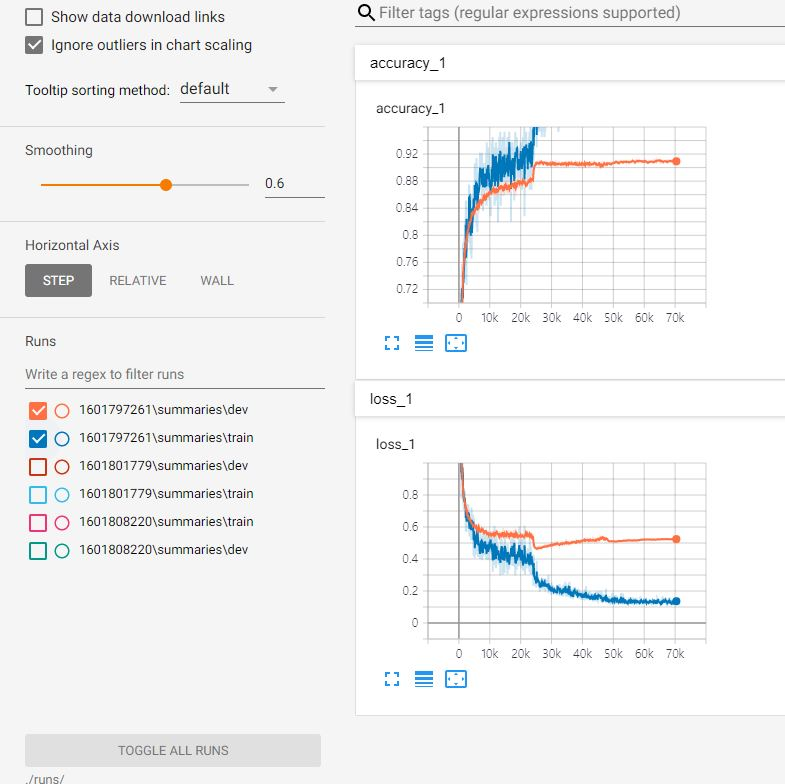 Show data download links
Ignore outliers in chart scaling
Tooltip sorting method: default
Smoothing
0.6
Horizontal Axis
STEP RELATIVE WALL
Runs
Write a regex to filter runs
1601797261\summaries\dev
1601797261\summaries\train
1601801779\summaries\dev
1601801779\summaries\train
1601808220\summaries\train
1601808220\summaries\dev
TOGGLE ALL RUNS
./runs/
Filter tags (regular expressions supported)
accuracy_1
accuracy_1
0.92
0.88
0.84
0.8
0.76
0.72
0 10k 20k 30k 40k 50k 60k 70k
loss_1
loss_1
0.8
0.6
0.4
0.2
0
0 10k 20k 30k 40k 50k 60k 70k